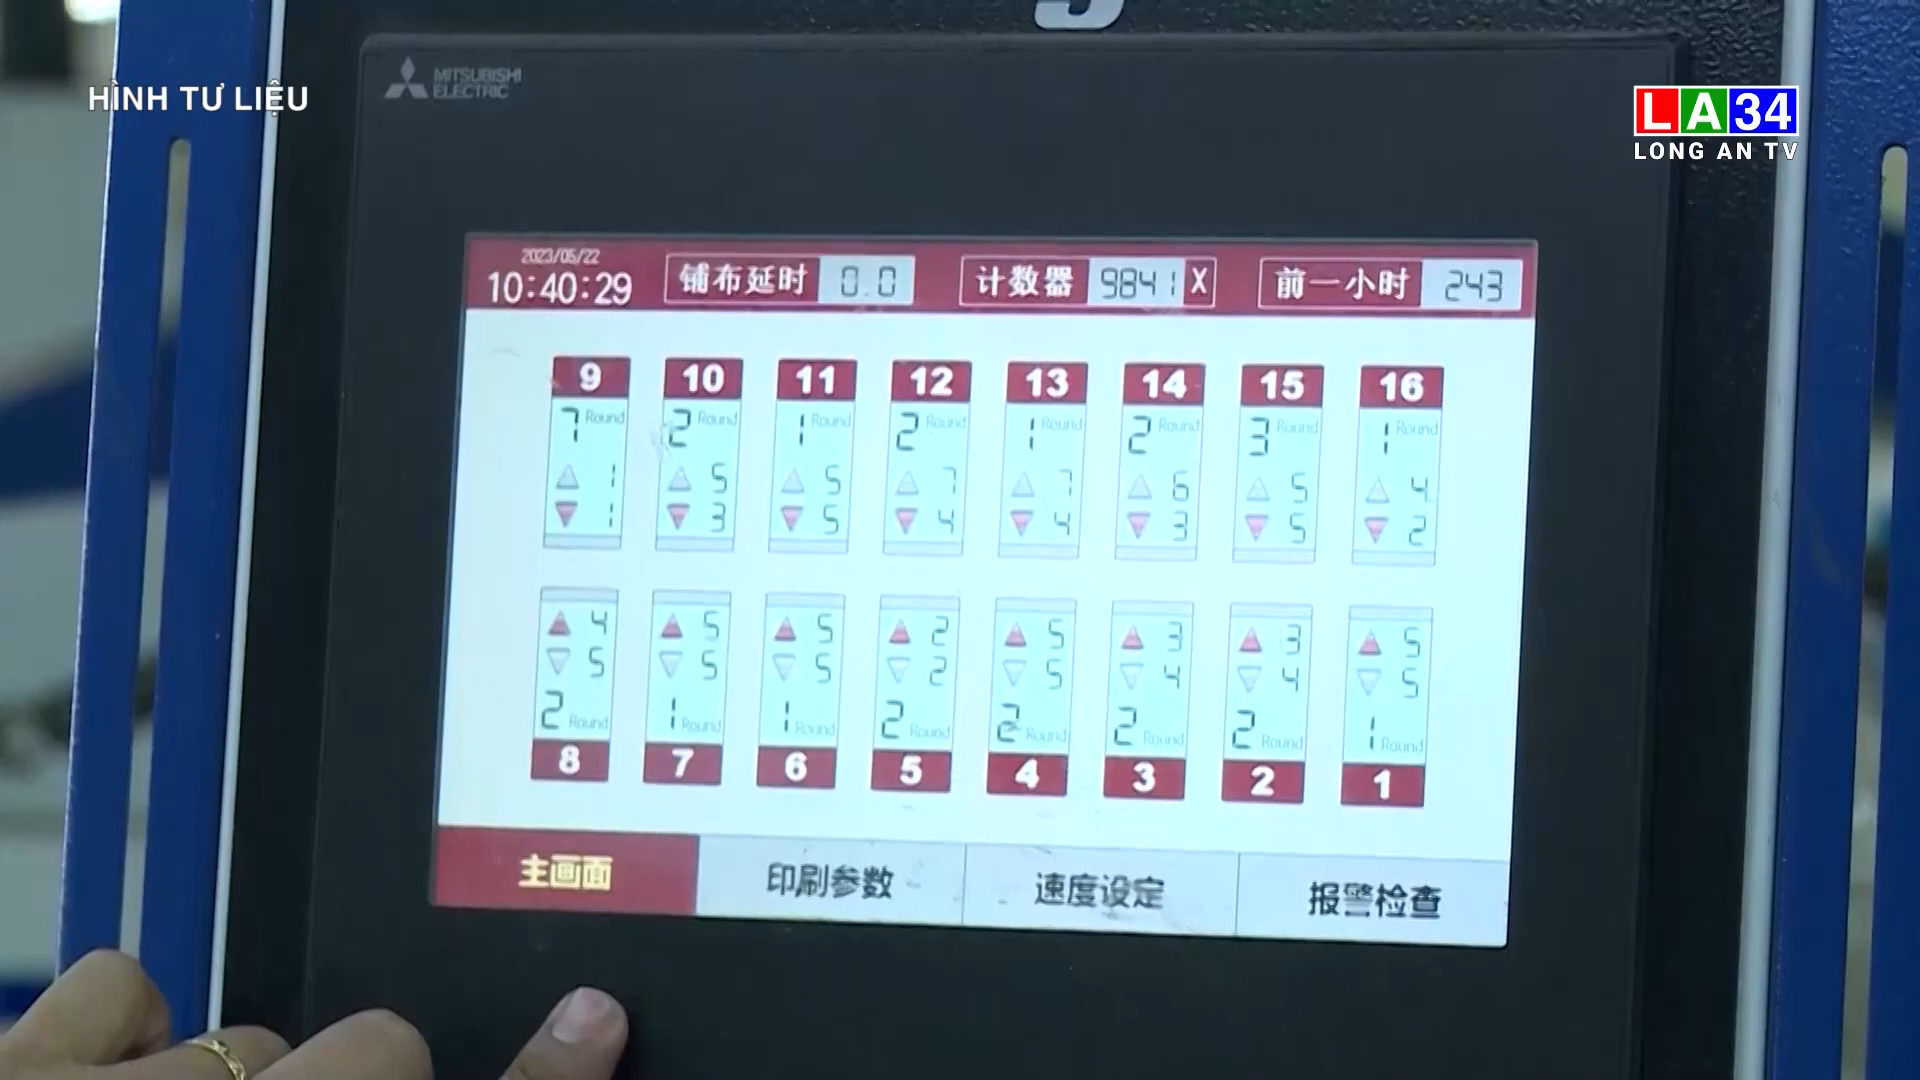 MITSUBISHI
ELECTRIC
HÌNH TƯ LIỆU
LA34
LONG AN TV
2023/05/22
10:40:29
铺布延时 0.0
计数器 9841 X
前一小时 243
9 10 11 12 13 14 15 16
7 Round 2 Round 1 Round 2 Round 1 Round 2 Round 3 Round 1 Round
1 5 5 7 7 6 5 4
1 3 5 4 4 3 5 2
4 5 5 2 5 3 3 5
5 5 5 2 5 4 4 5
2 Round 1 Round 1 Round 2 Round 2 Round 2 Round 2 Round 1 Round
8 7 6 5 4 3 2 1
主画面 印刷参数 速度设定 报警检查